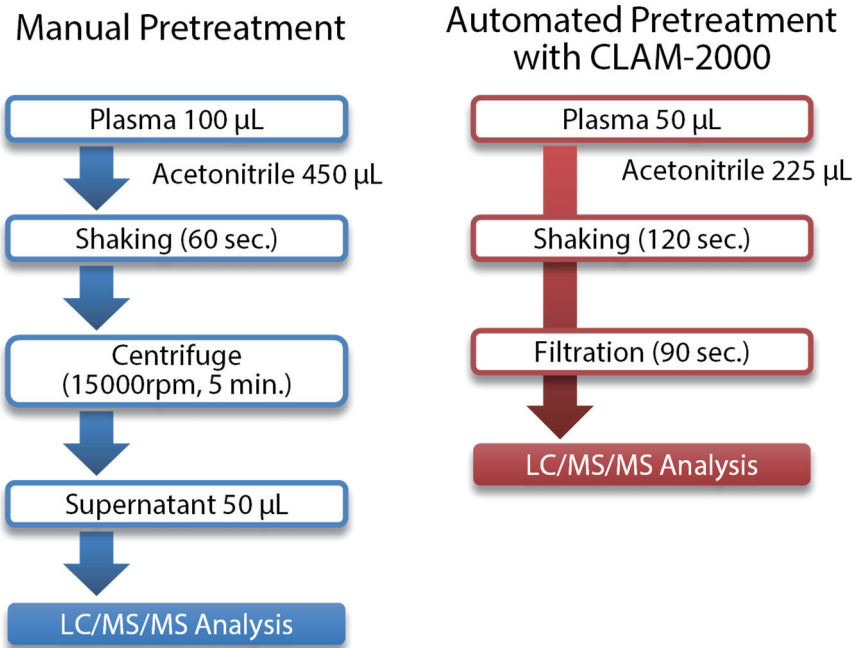 Manual Pretreatment
Plasma 100 µL
Acetonitrile 450 µL
Shaking (60 sec.)
Centrifuge
(15000rpm, 5 min.)
Supernatant 50 µL
LC/MS/MS Analysis
Automated Pretreatment
with CLAM-2000
Plasma 50 µL
Acetonitrile 225 µL
Shaking (120 sec.)
Filtration (90 sec.)
LC/MS/MS Analysis